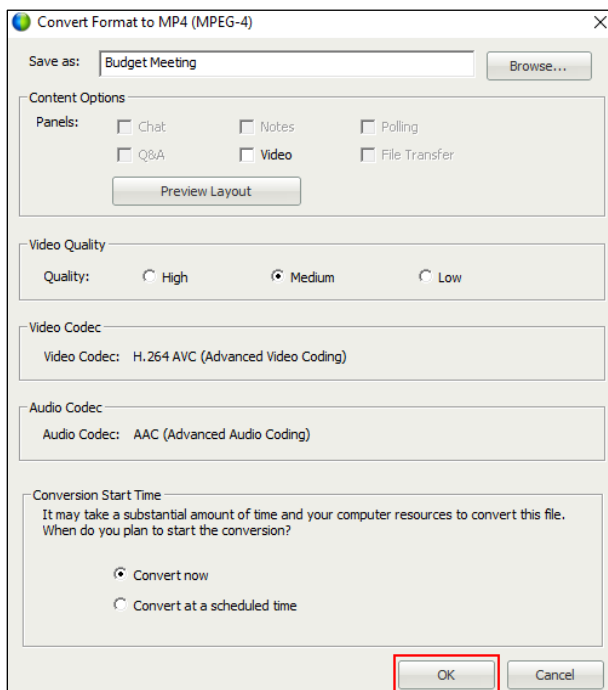 Convert Format to MP4 (MPEG-4)
Save as: Budget Meeting Browse...
Content Options
Panels: Chat Notes Polling
Q&A Video File Transfer
Preview Layout
Video Quality
Quality: High Medium Low
Video Codec
Video Codec: H.264 AVC (Advanced Video Coding)
Audio Codec
Audio Codec: AAC (Advanced Audio Coding)
Conversion Start Time
It may take a substantial amount of time and your computer resources to convert this file.
When do you plan to start the conversion?
Convert now
Convert at a scheduled time
OK Cancel